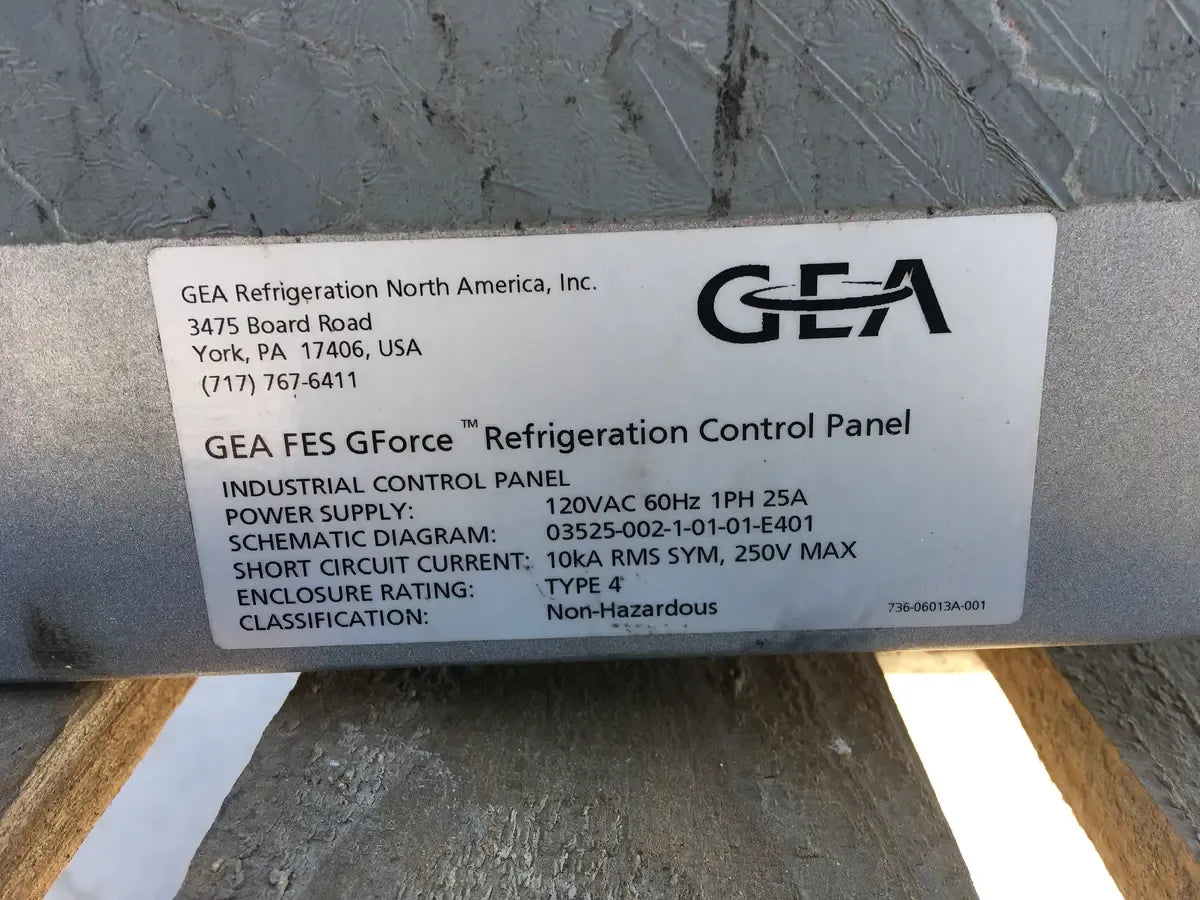 GEA Refrigeration North America, Inc.
3475 Board Road
York, PA 17406, USA
(717) 767-6411
GEA
GEA FES GForce™ Refrigeration Control Panel
INDUSTRIAL CONTROL PANEL
POWER SUPPLY: 120VAC 60Hz 1PH 25A
SCHEMATIC DIAGRAM: 03525-002-1-01-01-E401
SHORT CIRCUIT CURRENT: 10kA RMS SYM, 250V MAX
ENCLOSURE RATING: TYPE 4
CLASSIFICATION: Non-Hazardous
736-06013A-001